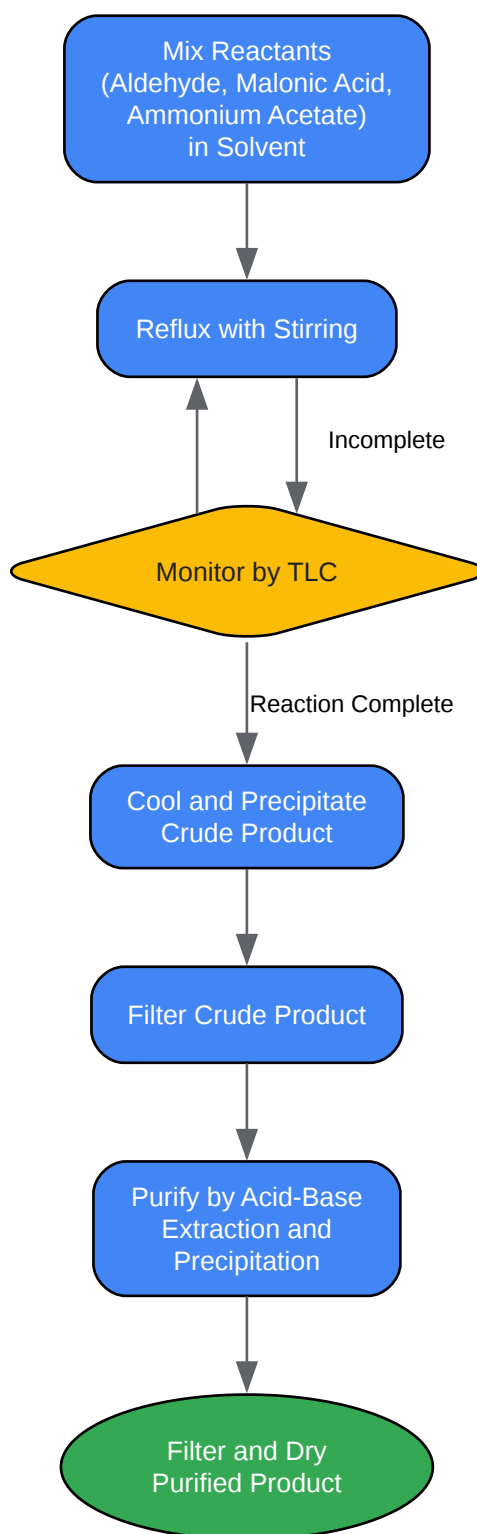 Mix Reactants
(Aldehyde, Malonic Acid,
Ammonium Acetate)
in Solvent
Reflux with Stirring
Incomplete
Monitor by TLC
Reaction Complete
Cool and Precipitate
Crude Product
Filter Crude Product
Purify by Acid-Base
Extraction and
Precipitation
Filter and Dry
Purified Product